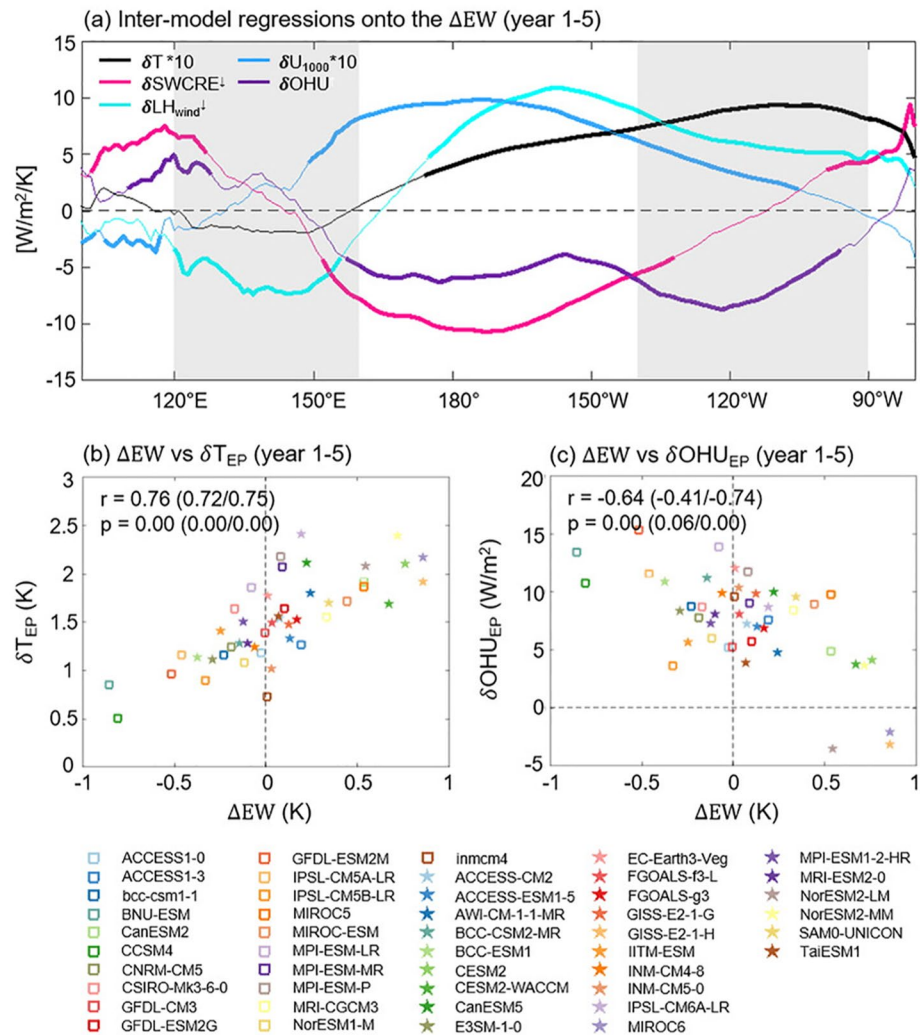 (a) Inter-model regressions onto the ΔEW (year 1-5)
15
10
5
0
-5
-10
-15
[W/m²/K]
δT *10
δU₁₀₀₀*10
δSWCRE↓
δOHU
δLH_wind↓
120°E
150°E
180°
150°W
120°W
90°W
(b) ΔEW vs δT_EP (year 1-5)
r = 0.76 (0.72/0.75)
p = 0.00 (0.00/0.00)
3
2.5
2
1.5
1
0.5
0
δT_EP (K)
-1
-0.5
0
0.5
1
ΔEW (K)
(c) ΔEW vs δOHU_EP (year 1-5)
r = -0.64 (-0.41/-0.74)
p = 0.00 (0.06/0.00)
20
15
10
5
0
-5
δOHU_EP (W/m²)
-1
-0.5
0
0.5
1
ΔEW (K)
ACCESS1-0
ACCESS1-3
bcc-csm1-1
BNU-ESM
CanESM2
CCSM4
CNRM-CM5
CSIRO-Mk3-6-0
GFDL-CM3
GFDL-ESM2G
GFDL-ESM2M
IPSL-CM5A-LR
IPSL-CM5B-LR
MIROC5
MIROC-ESM
MPI-ESM-LR
MPI-ESM-MR
MPI-ESM-P
MRI-CGCM3
NorESM1-M
inmcm4
ACCESS-CM2
ACCESS-ESM1-5
AWI-CM-1-1-MR
BCC-CSM2-MR
BCC-ESM1
CESM2
CESM2-WACCM
CanESM5
E3SM-1-0
EC-Earth3-Veg
FGOALS-f3-L
FGOALS-g3
GISS-E2-1-G
GISS-E2-1-H
IITM-ESM
INM-CM4-8
INM-CM5-0
IPSL-CM6A-LR
MIROC6
MPI-ESM1-2-HR
MRI-ESM2-0
NorESM2-LM
NorESM2-MM
SAM0-UNICON
TaiESM1